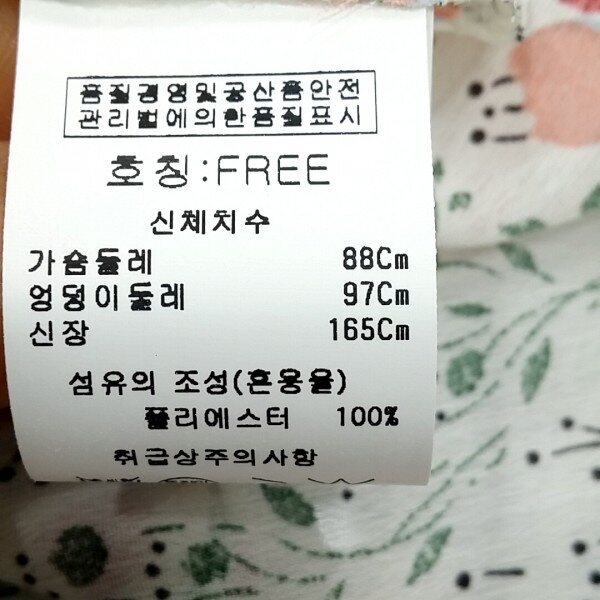 품질경영및공산품안전
관리법에의한품질표시
호칭:FREE
신체치수
가슴둘레 88Cm
엉덩이둘레 97Cm
신장 165Cm
섬유의 조성(혼용율)
폴리에스터 100%
취급상주의사항